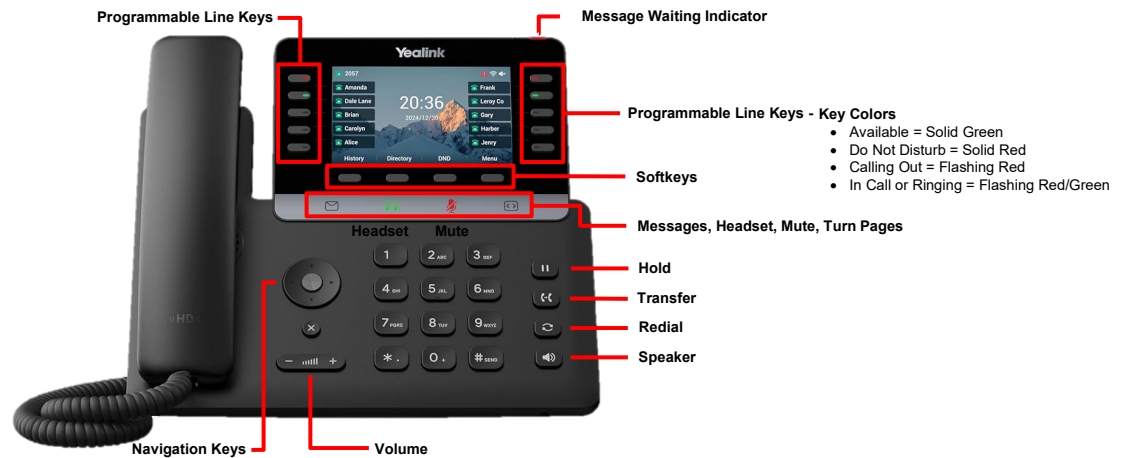 Programmable Line Keys
Message Waiting Indicator
Yealink
2057
Amanda
Dale Lane
Brian
Carolyn
Alice
20:36
Frank
Leroy Co
Gary
Harber
Jenry
History Directory DND Menu
Programmable Line Keys - Key Colors
• Available = Solid Green
• Do Not Disturb = Solid Red
• Calling Out = Flashing Red
• In Call or Ringing = Flashing Red/Green
Softkeys
Messages, Headset, Mute, Turn Pages
Headset Mute
1 2 ABC 3 DEF
4 GHI 5 JKL 6 MNO
7 PQRS 8 TUV 9 WXYZ
* . 0 + # SEND
HD
Hold
Transfer
Redial
Speaker
Navigation Keys
Volume